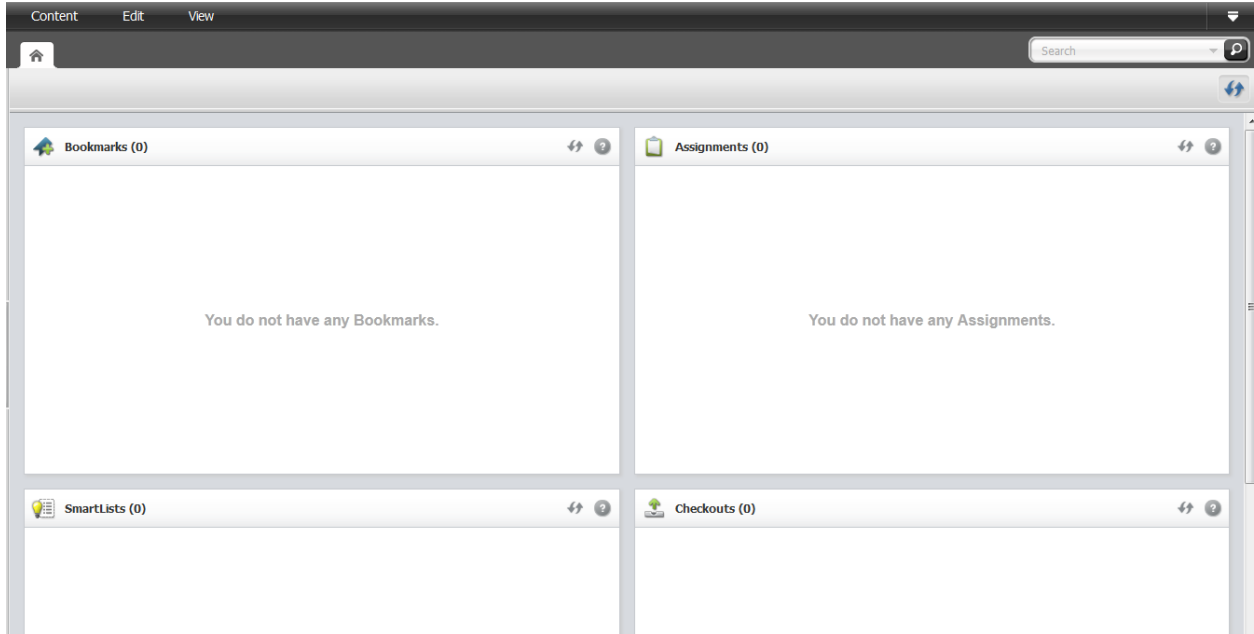 Content Edit View
Search
Bookmarks (0)
Assignments (0)
You do not have any Bookmarks.
You do not have any Assignments.
SmartLists (0)
Checkouts (0)